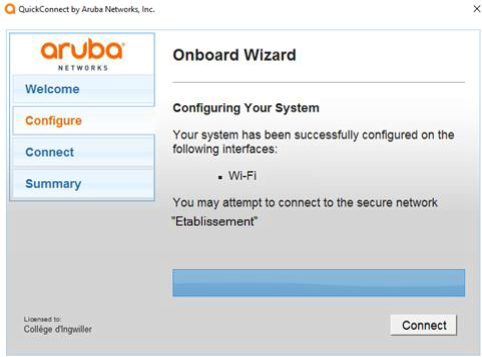 QuickConnect by Aruba Networks, Inc.
aruba
NETWORKS
Welcome
Configure
Connect
Summary
Onboard Wizard
Configuring Your System
Your system has been successfully configured on the
following interfaces:
Wi-Fi
You may attempt to connect to the secure network
"Etablissement"
Licensed to:
Collège d'Ingwiller
Connect